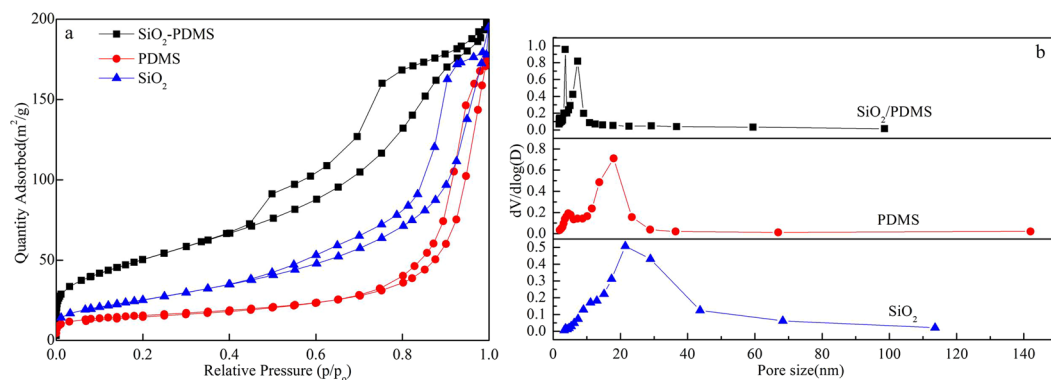 a
SiO₂-PDMS
PDMS
SiO₂
200
150
100
50
0
0.0 0.2 0.4 0.6 0.8 1.0
Quantity Adsorbed(m²/g)
Relative Pressure (p/p₀)
b
1.0
0.8
0.6
0.4
0.2
0.0
SiO₂/PDMS
0.8
0.6
0.4
0.2
0.0
PDMS
0.5
0.4
0.3
0.2
0.1
0.0
SiO₂
0 20 40 60 80 100 120 140
dV/dlog(D)
Pore size(nm)